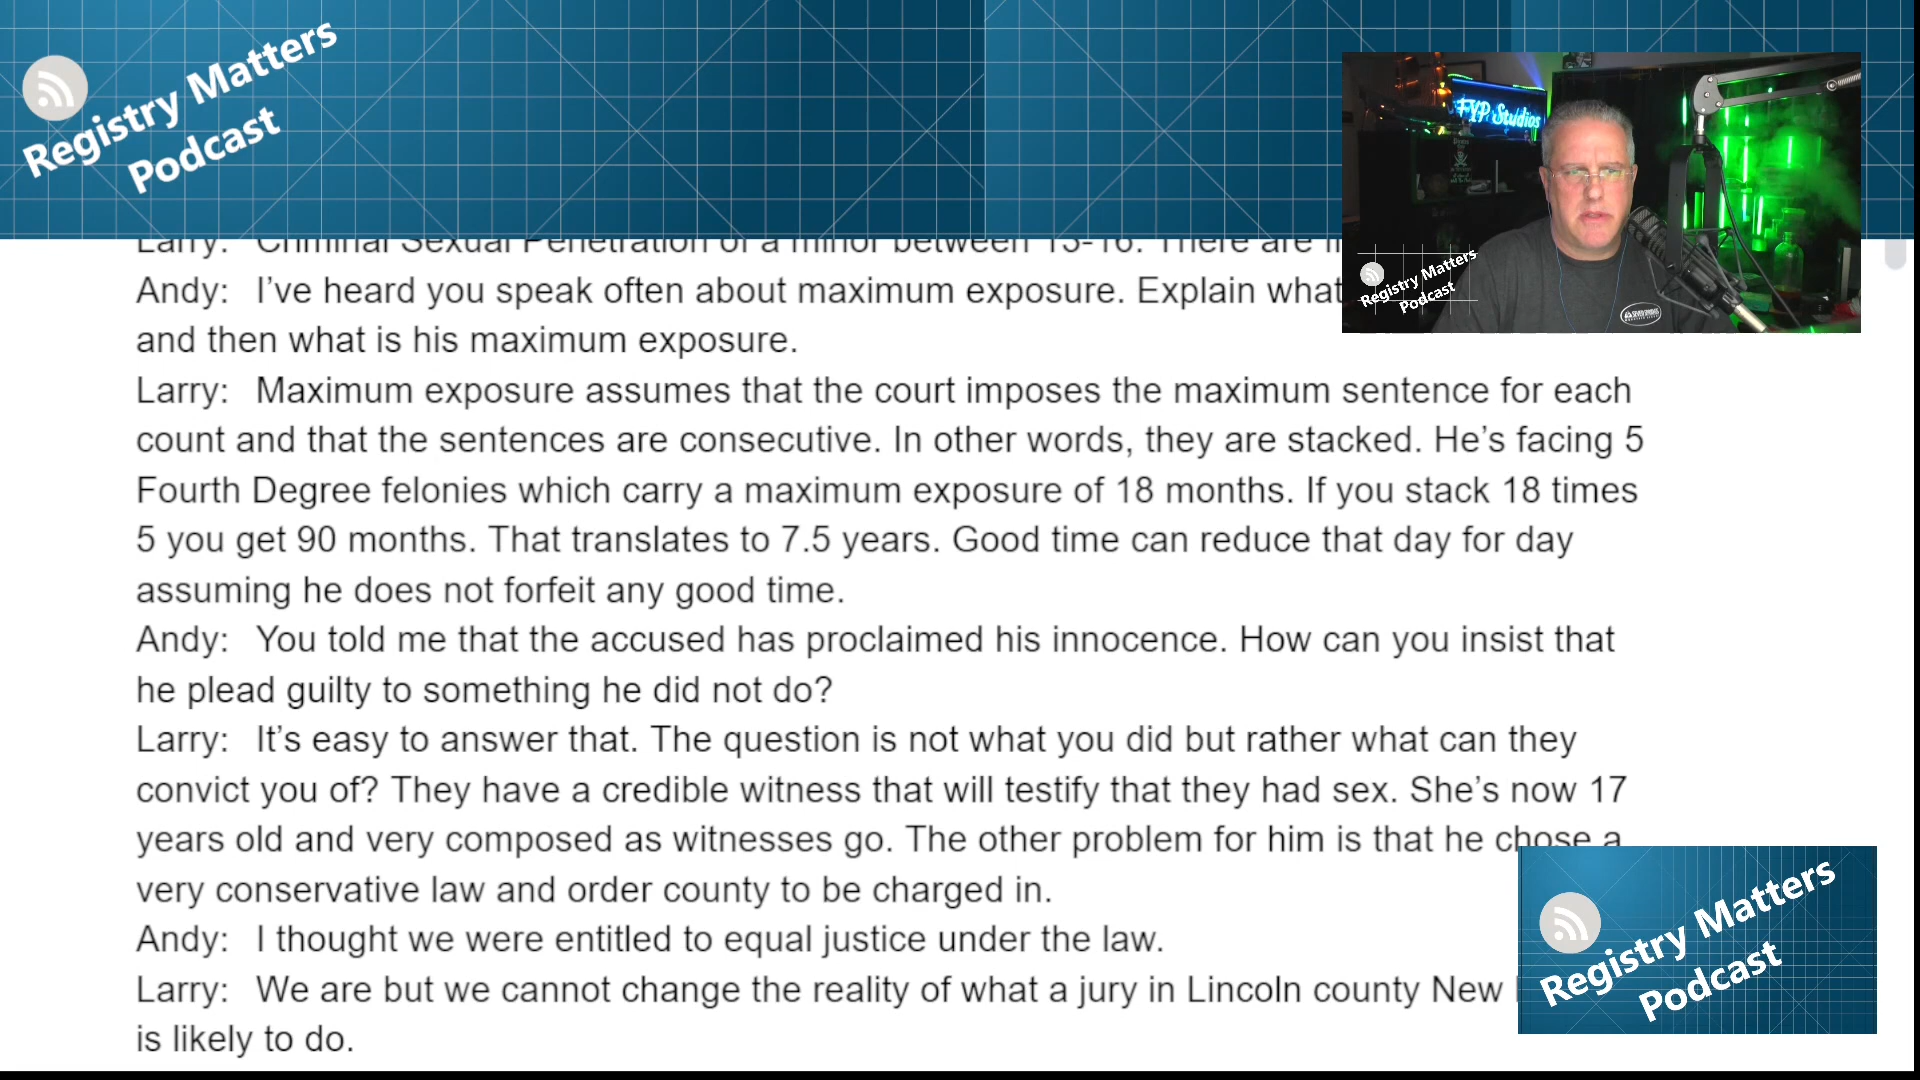 Registry Matters
Podcast
FYP Studios
Registry Matters
Podcast
Larry: Criminal Sexual Penetration of a minor between 13-16. There are
Andy: I’ve heard you speak often about maximum exposure. Explain what
and then what is his maximum exposure.
Larry: Maximum exposure assumes that the court imposes the maximum sentence for each
count and that the sentences are consecutive. In other words, they are stacked. He’s facing 5
Fourth Degree felonies which carry a maximum exposure of 18 months. If you stack 18 times
5 you get 90 months. That translates to 7.5 years. Good time can reduce that day for day
assuming he does not forfeit any good time.
Andy: You told me that the accused has proclaimed his innocence. How can you insist that
he plead guilty to something he did not do?
Larry: It’s easy to answer that. The question is not what you did but rather what can they
convict you of? They have a credible witness that will testify that they had sex. She’s now 17
years old and very composed as witnesses go. The other problem for him is that he chose a
very conservative law and order county to be charged in.
Andy: I thought we were entitled to equal justice under the law.
Larry: We are but we cannot change the reality of what a jury in Lincoln county New
is likely to do.
Registry Matters
Podcast